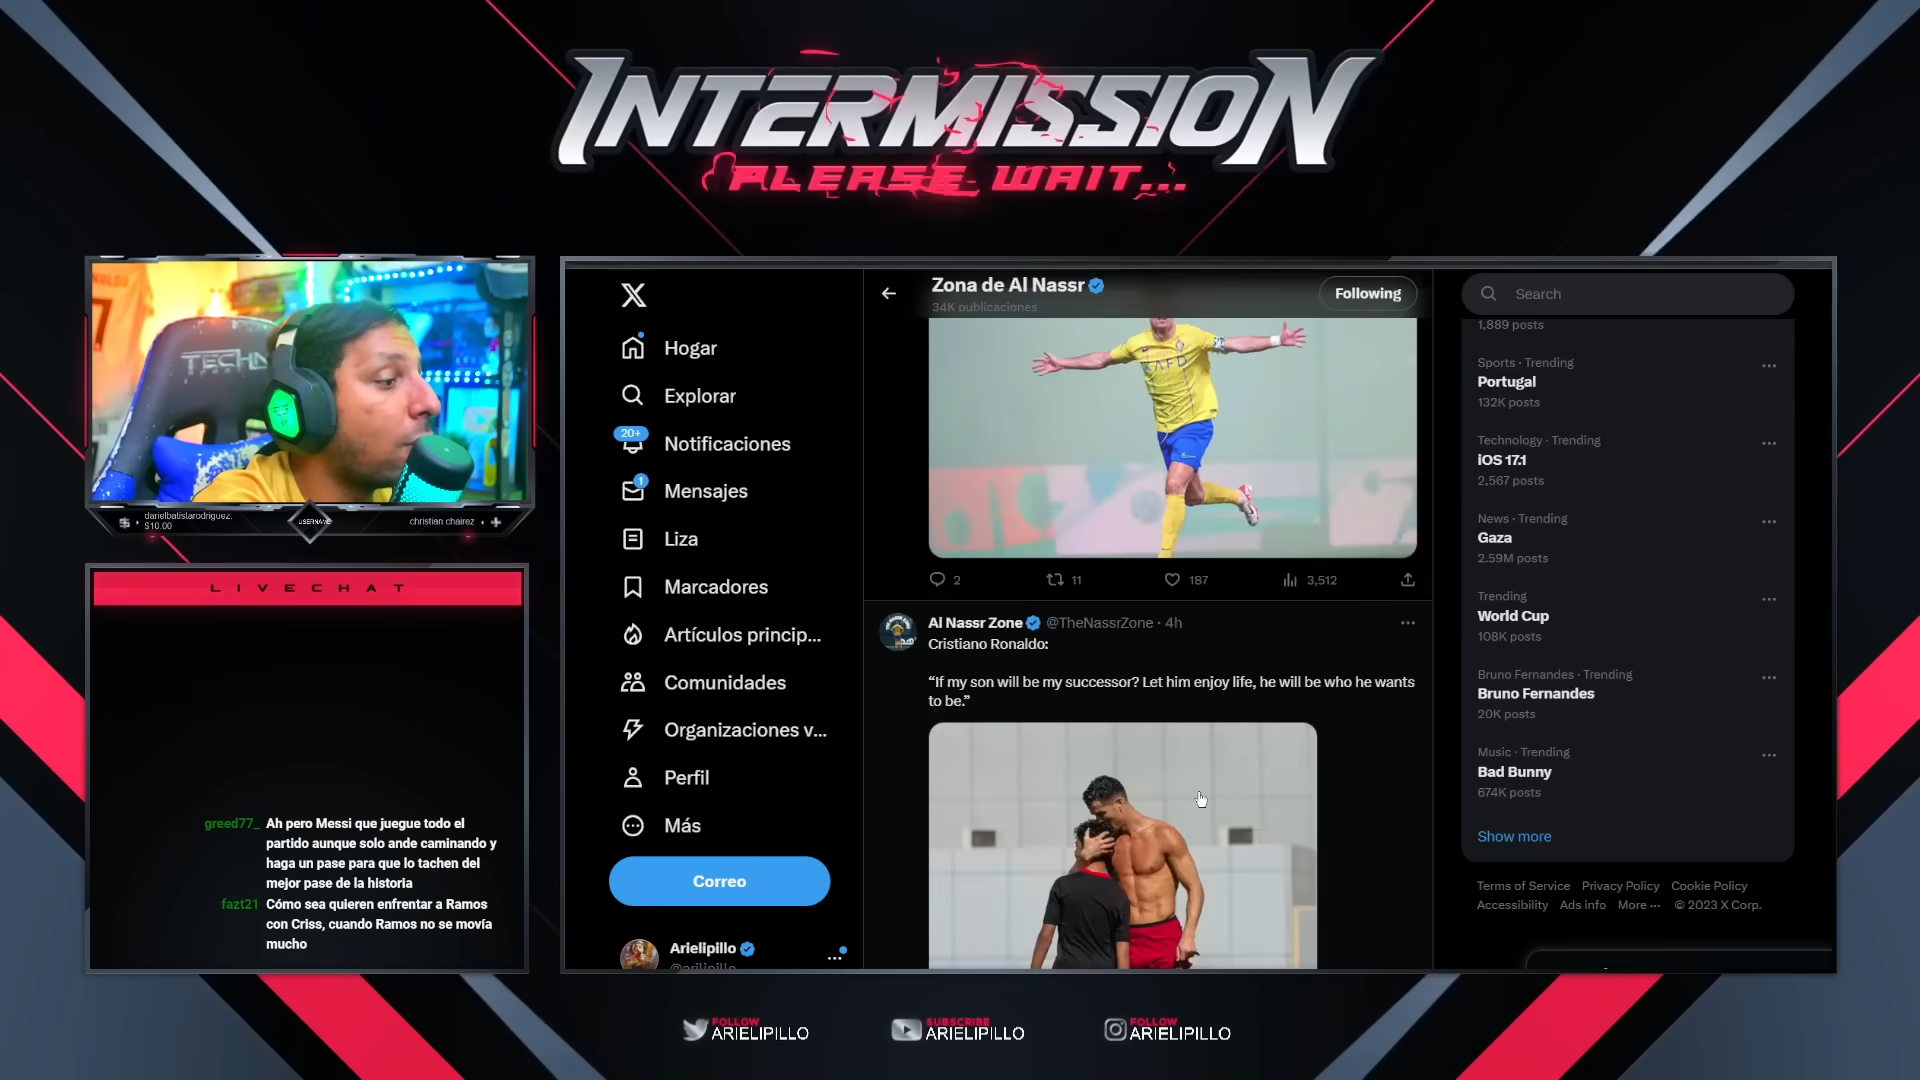 INTERMISSION
PLEASE WAIT...
TECHN
7
darielbatistarodriguez.
$10.00
USERNAME
christian chairez
LIVECHAT
greed77_ Ah pero Messi que juegue todo el
partido aunque solo ande caminando y
haga un pase para que lo tachen del
mejor pase de la historia
fazt21 Cómo sea quieren enfrentar a Ramos
con Criss, cuando Ramos no se movía
mucho
Hogar
Explorar
20+
Notificaciones
1
Mensajes
Liza
Marcadores
Artículos princip...
Comunidades
Organizaciones v...
Perfil
Más
Correo
Arielipillo
@arilipillo
Zona de Al Nassr
34K publicaciones
Following
KAFD
2 11 187 3,512
Al Nassr Zone @TheNassrZone · 4h
Cristiano Ronaldo:
“If my son will be my successor? Let him enjoy life, he will be who he wants
to be.”
Search
1,889 posts
Sports · Trending
Portugal
132K posts
Technology · Trending
iOS 17.1
2,567 posts
News · Trending
Gaza
2.59M posts
Trending
World Cup
108K posts
Bruno Fernandes · Trending
Bruno Fernandes
20K posts
Music · Trending
Bad Bunny
674K posts
Show more
Terms of Service Privacy Policy Cookie Policy
Accessibility Ads info More ··· © 2023 X Corp.
FOLLOW
ARIELIPILLO
SUBSCRIBE
ARIELIPILLO
FOLLOW
ARIELIPILLO